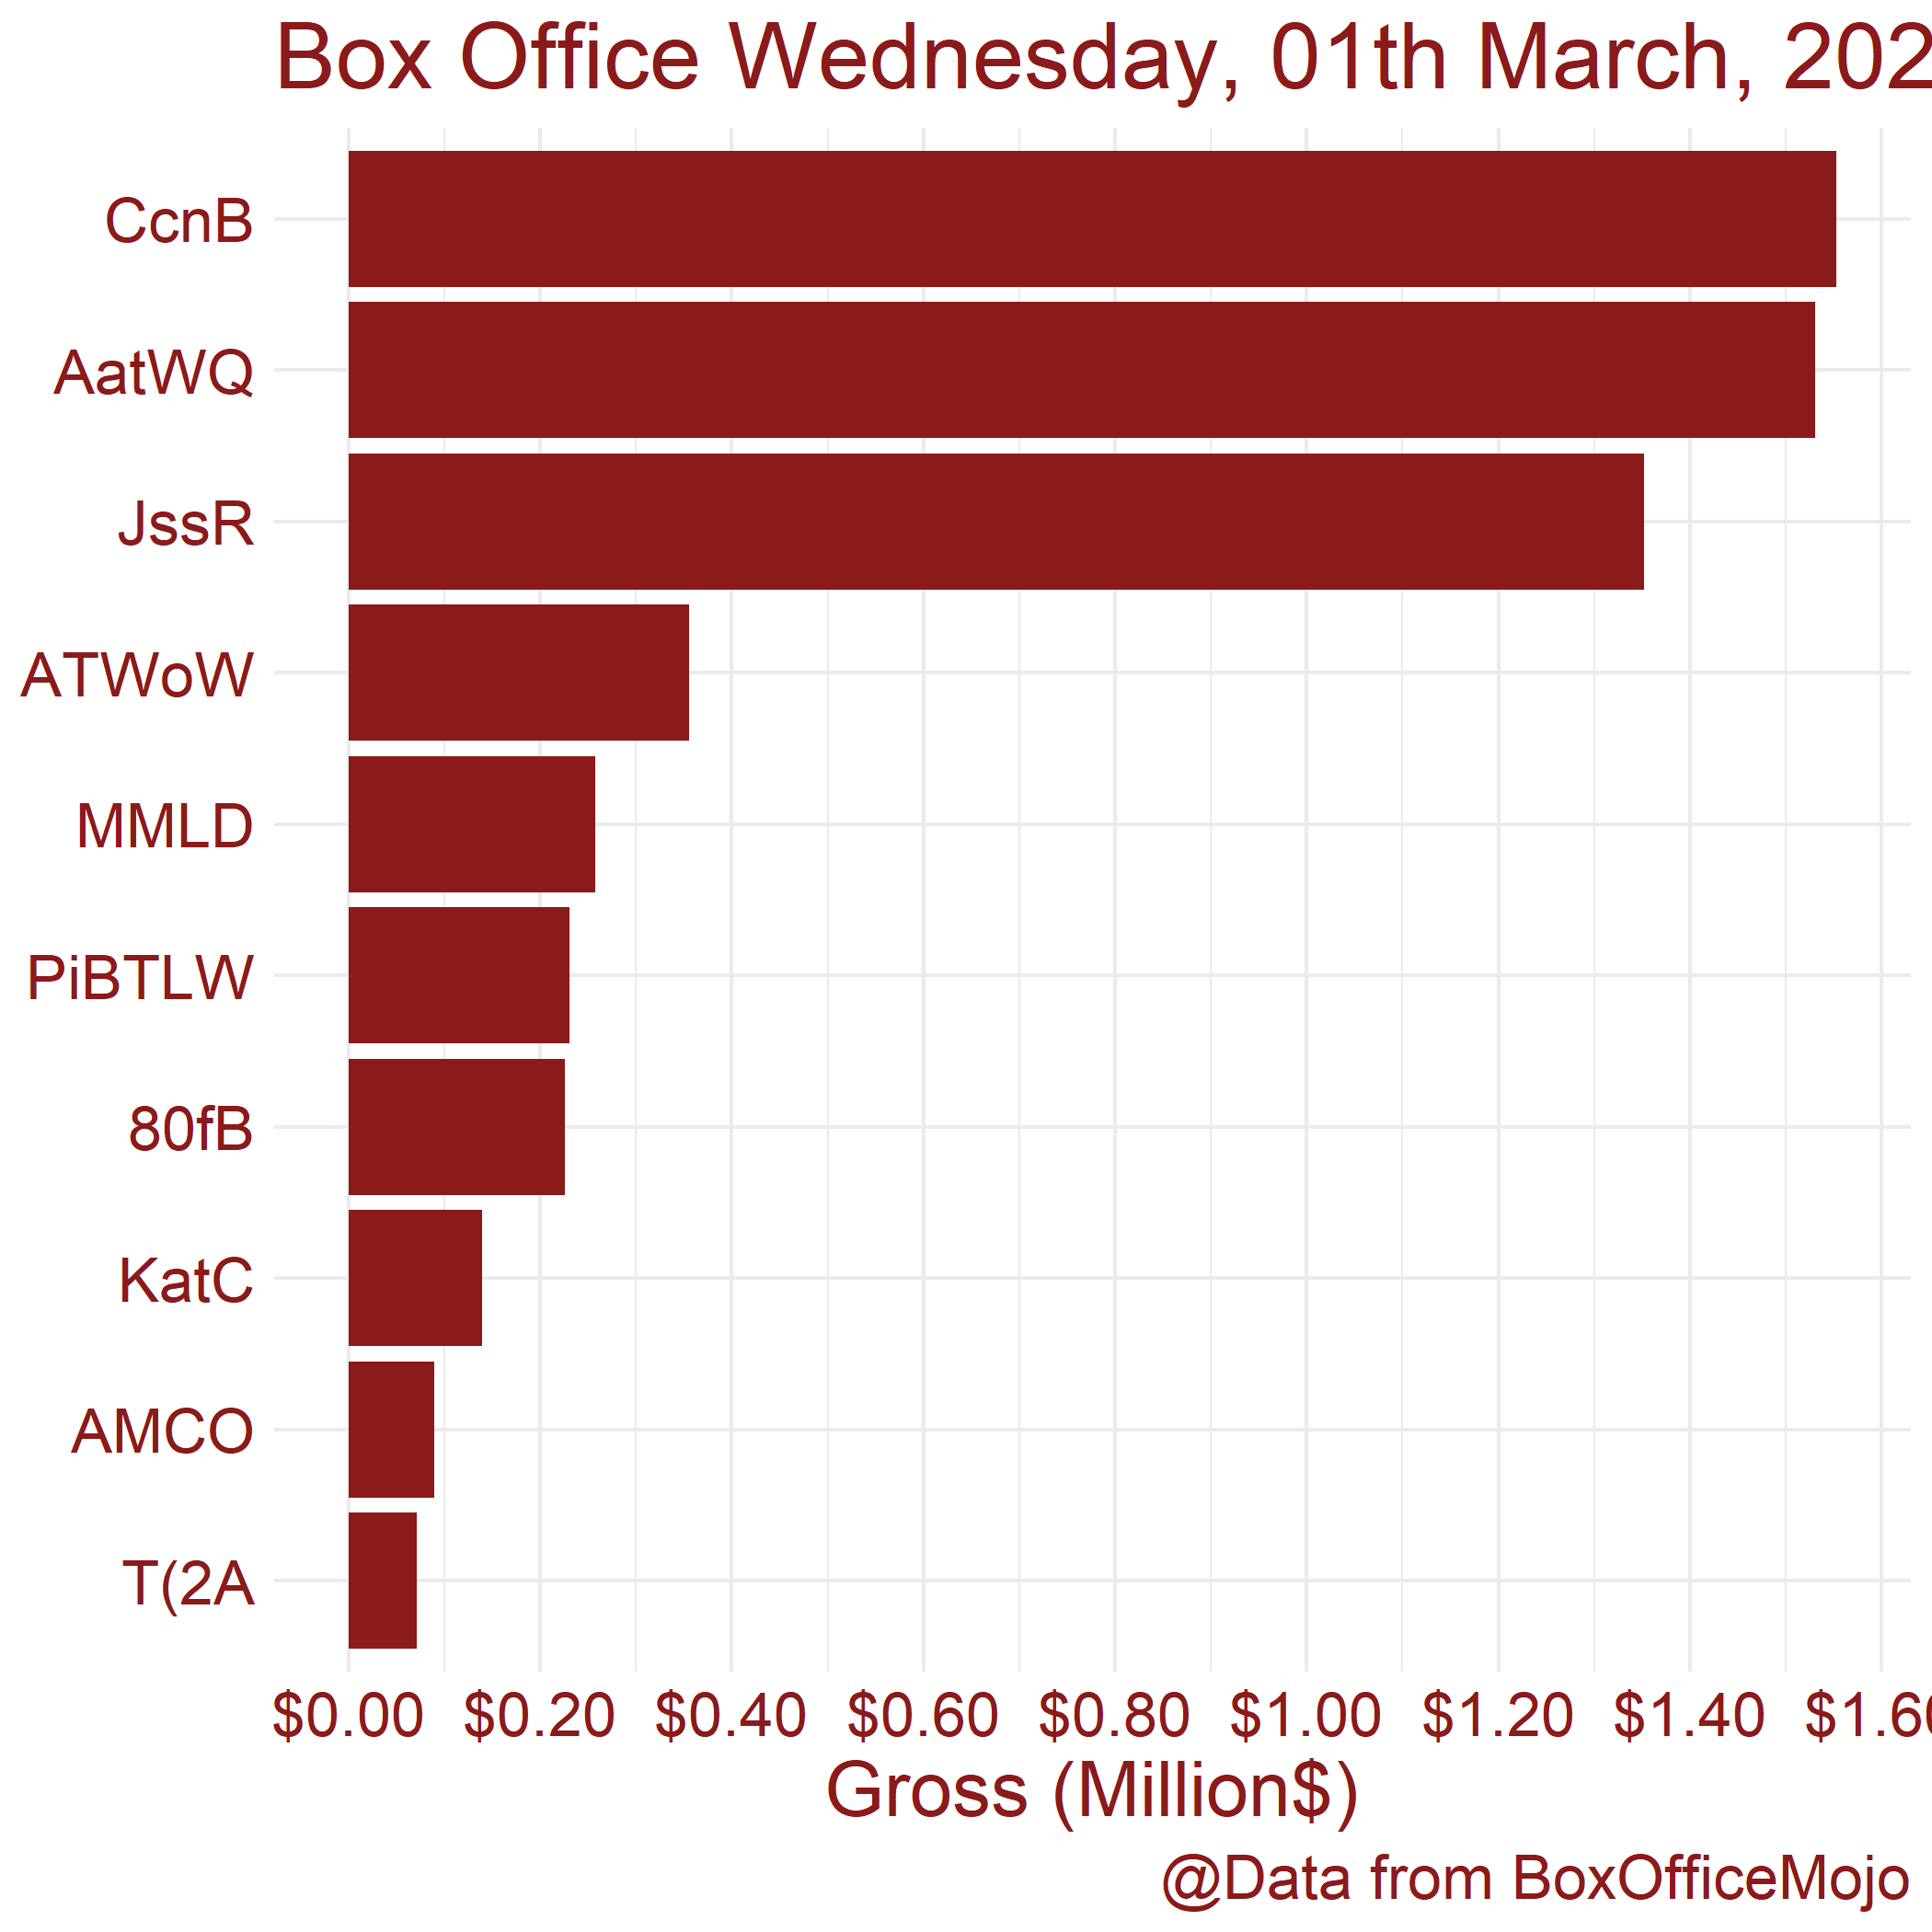 Box Office Wednesday, 01th March, 202
CcnB
AatWQ
JssR
ATWoW
MMLD
PiBTLW
80fB
KatC
AMCO
T(2A
$0.00 $0.20 $0.40 $0.60 $0.80 $1.00 $1.20 $1.40 $1.60
Gross (Million$)
@Data from BoxOfficeMojo